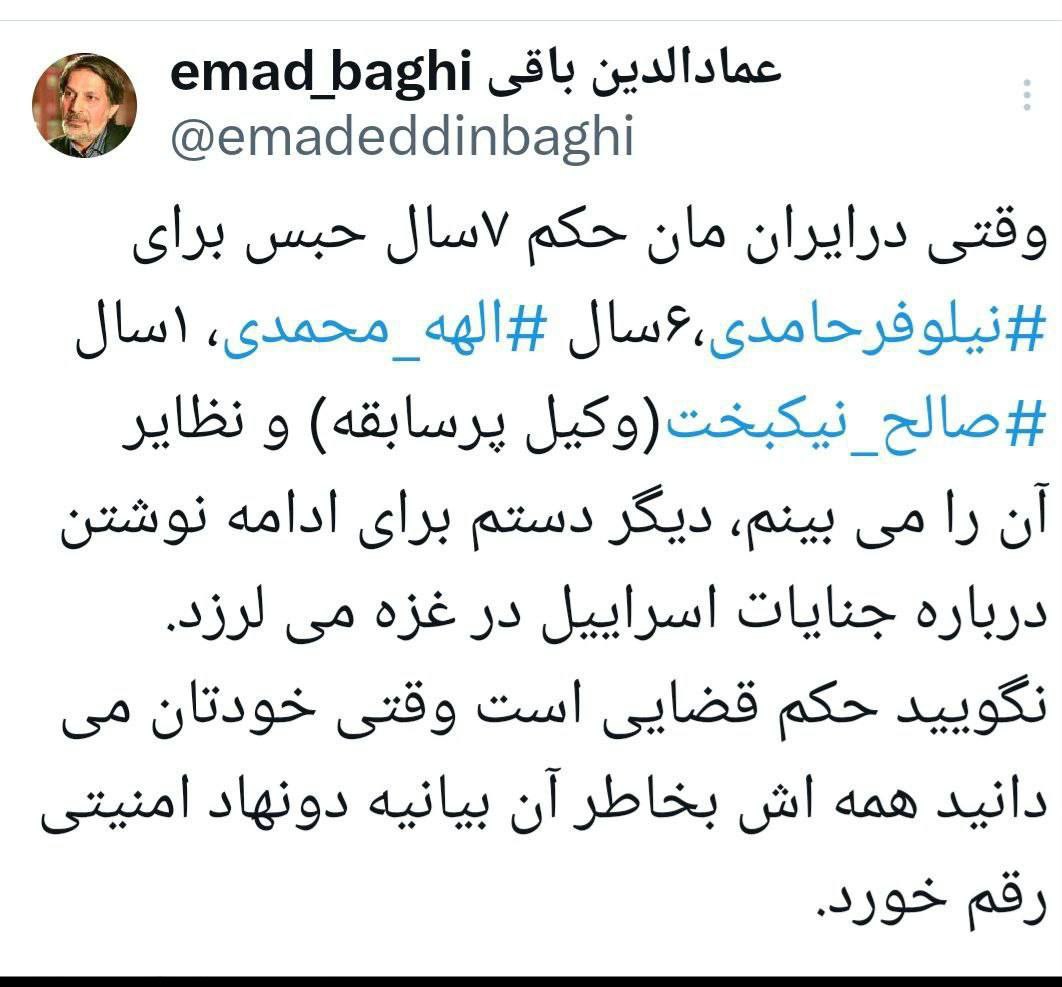 عمادالدین باقی emad_baghi
@emadeddinbaghi
وقتی درایران مان حکم ۷سال حبس برای
#نیلوفرحامدی،۶سال #الهه_محمدی، ۱سال
#صالح_نیکبخت(وکیل پرسابقه) و نظایر
آن را می بینم، دیگر دستم برای ادامه نوشتن
درباره جنایات اسراییل در غزه می لرزد.
نگویید حکم قضایی است وقتی خودتان می
دانید همه اش بخاطر آن بیانیه دونهاد امنیتی
رقم خورد.